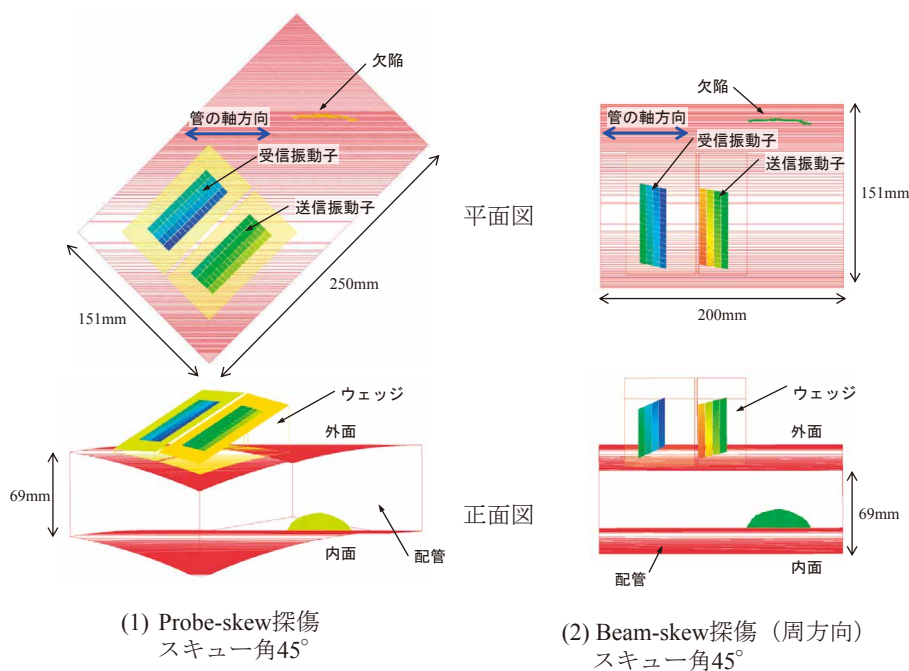 欠陥
管の軸方向
受信振動子
送信振動子
151mm
250mm
ウェッジ
外面
69mm
内面
配管
(1) Probe-skew探傷
スキュー角45°
平面図
正面図
欠陥
管の軸方向
受信振動子
送信振動子
151mm
200mm
ウェッジ
外面
69mm
内面
配管
(2) Beam-skew探傷（周方向）
スキュー角45°